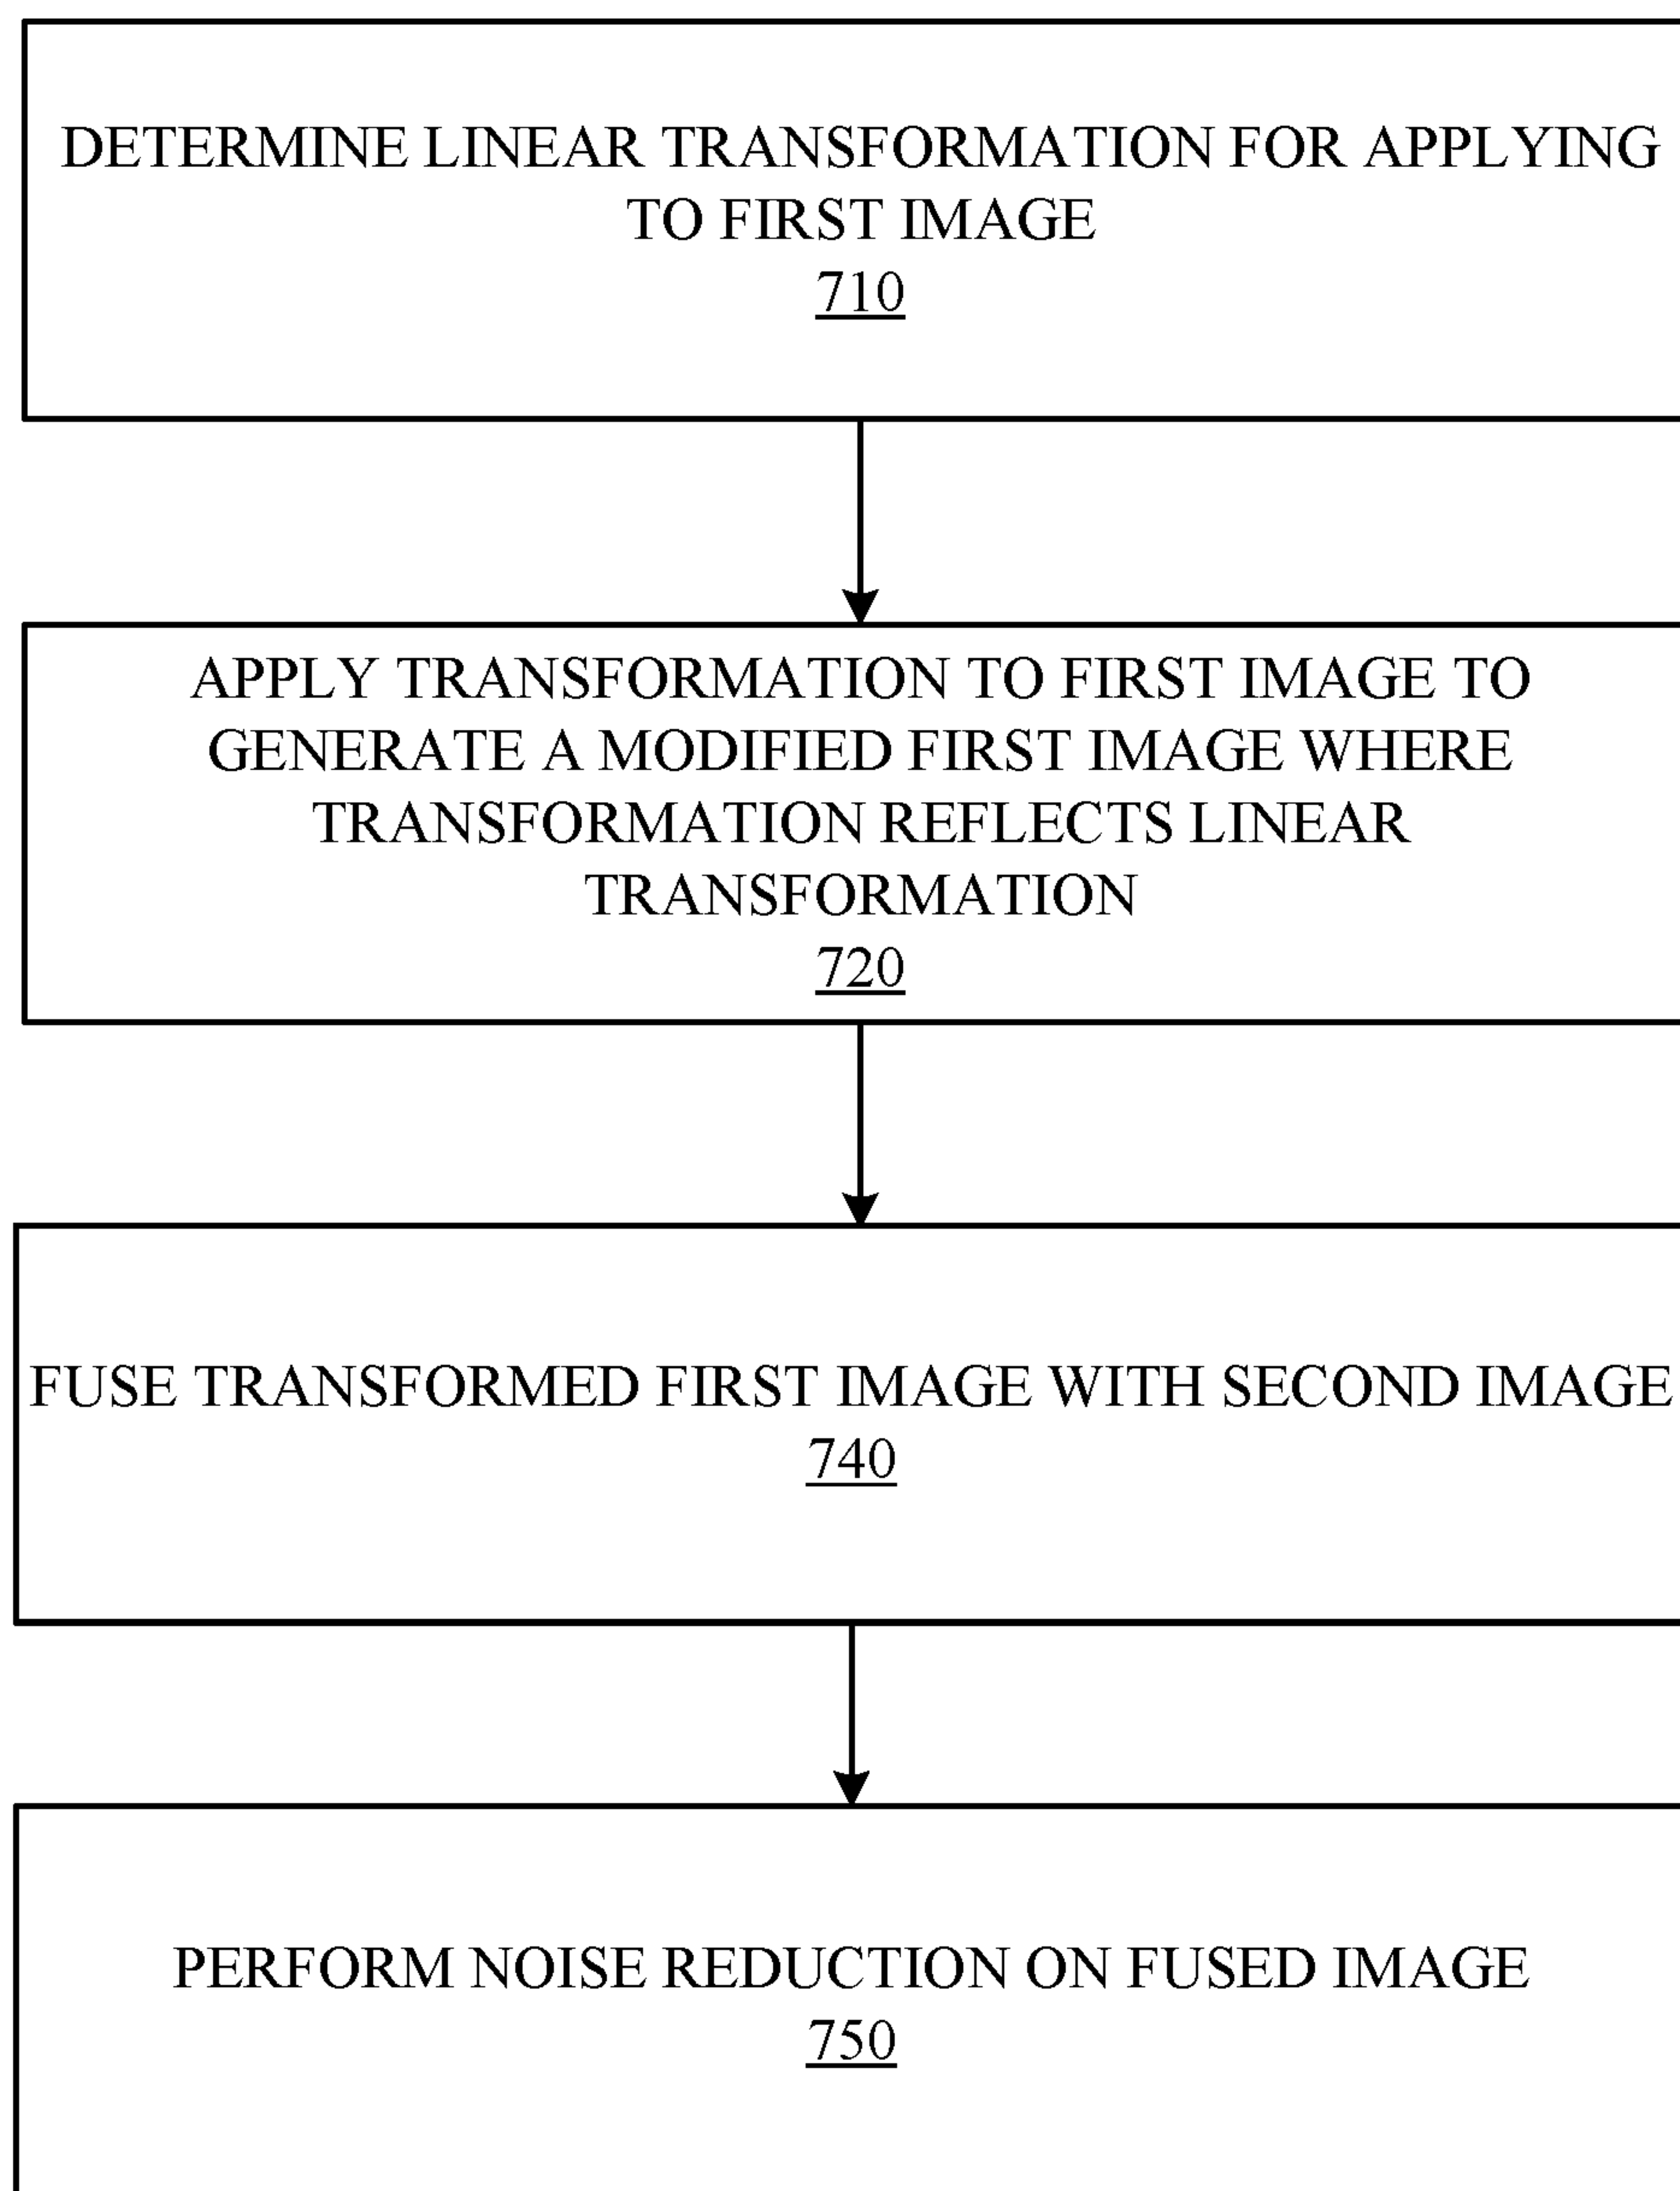 DETERMINE LINEAR TRANSFORMATION FOR APPLYING
TO FIRST IMAGE
710
APPLY TRANSFORMATION TO FIRST IMAGE TO
GENERATE A MODIFIED FIRST IMAGE WHERE
TRANSFORMATION REFLECTS LINEAR
TRANSFORMATION
720
FUSE TRANSFORMED FIRST IMAGE WITH SECOND IMAGE
740
PERFORM NOISE REDUCTION ON FUSED IMAGE
750